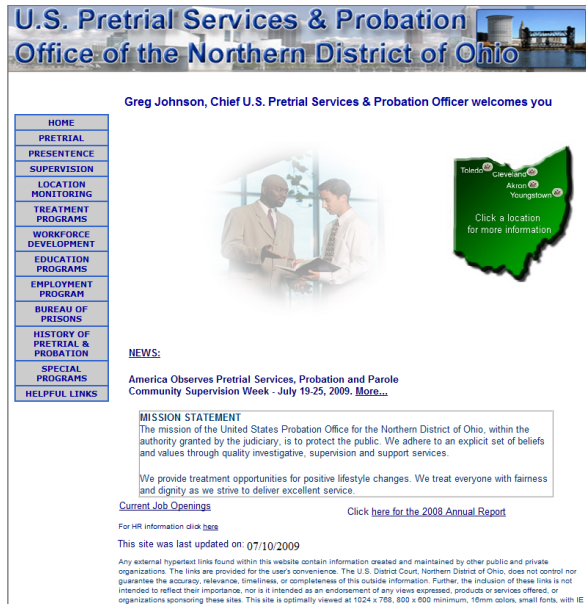 U.S. Pretrial Services & Probation
Office of the Northern District of Ohio
Greg Johnson, Chief U.S. Pretrial Services & Probation Officer welcomes you
HOME
PRETRIAL
PRESENTENCE
SUPERVISION
LOCATION
MONITORING
TREATMENT
PROGRAMS
WORKFORCE
DEVELOPMENT
EDUCATION
PROGRAMS
EMPLOYMENT
PROGRAM
BUREAU OF
PRISONS
HISTORY OF
PRETRIAL &
PROBATION
SPECIAL
PROGRAMS
HELPFUL LINKS
Toledo
Cleveland
Akron
Youngstown
Click a location
for more information
NEWS:
America Observes Pretrial Services, Probation and Parole
Community Supervision Week - July 19-25, 2009. More...
MISSION STATEMENT
The mission of the United States Probation Office for the Northern District of Ohio, within the
authority granted by the judiciary, is to protect the public. We adhere to an explicit set of beliefs
and values through quality investigative, supervision and support services.
We provide treatment opportunities for positive lifestyle changes. We treat everyone with fairness
and dignity as we strive to deliver excellent service.
Current Job Openings
Click here for the 2008 Annual Report
For HR information click here
This site was last updated on: 07/10/2009
Any external hypertext links found within this website contain information created and maintained by other public and private
organizations. The links are provided for the user's convenience. The U.S. District Court, Northern District of Ohio, does not control nor
guarantee the accuracy, relevance, timeliness, or completeness of this outside information. Further, the inclusion of these links is not
intended to reflect their importance, nor is it intended as an endorsement of any views expressed, products or services offered, or
organizations sponsoring these sites. This site is optimally viewed at 1024 x 768, 800 x 600 minimum, 16mm colors, small fonts, with IE